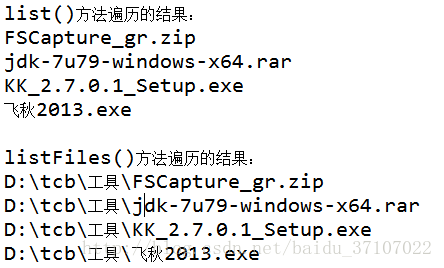 list()方法遍历的结果:
FSCapture_gr.zip
jdk-7u79-windows-x64.rar
KK_2.7.0.1_Setup.exe
飞秋2013.exe
listFiles()方法遍历的结果:
D:\tcb\工具\FSCapture_gr.zip
D:\tcb\工具\jdk-7u79-windows-x64.rar
D:\tcb\工具\KK_2.7.0.1_Setup.exe
D:\tcb\工具\飞秋2013.exe
http://blog.csdn.net/baidu_37107022